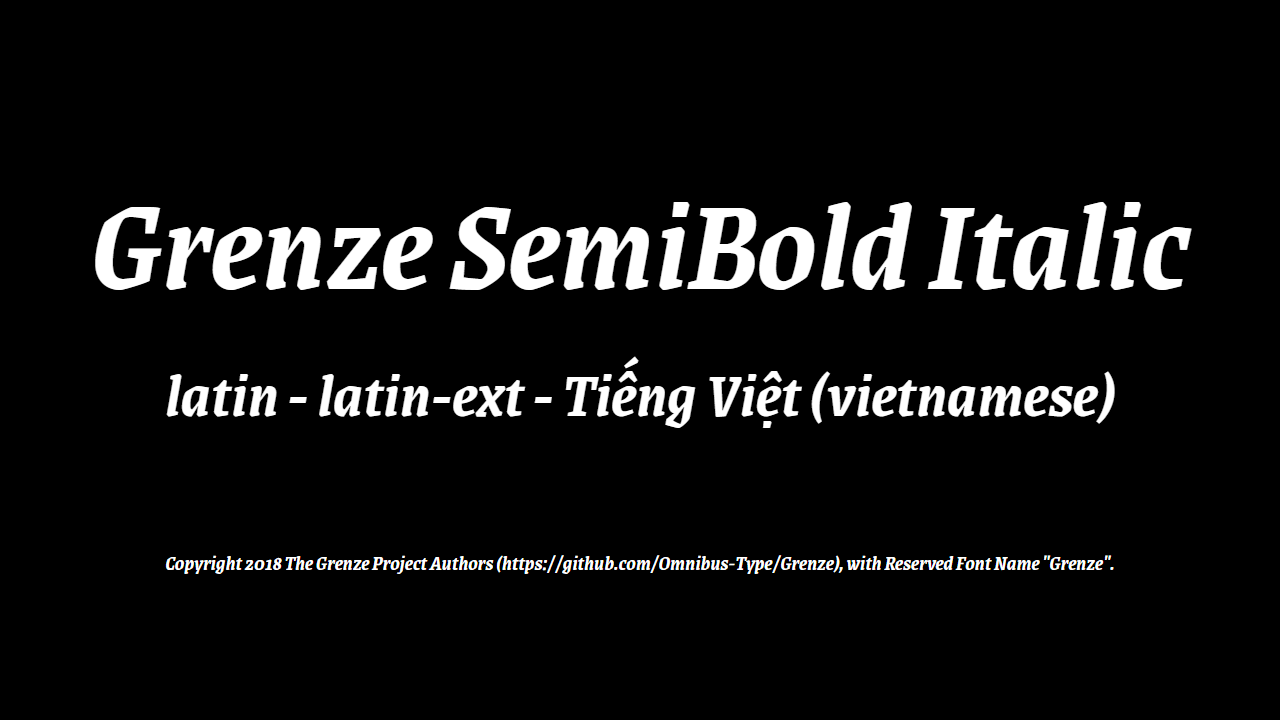 Grenze SemiBold Italic
latin - latin-ext - Tiếng Việt (vietnamese)
Copyright 2018 The Grenze Project Authors (https://github.com/Omnibus-Type/Grenze), with Reserved Font Name "Grenze".